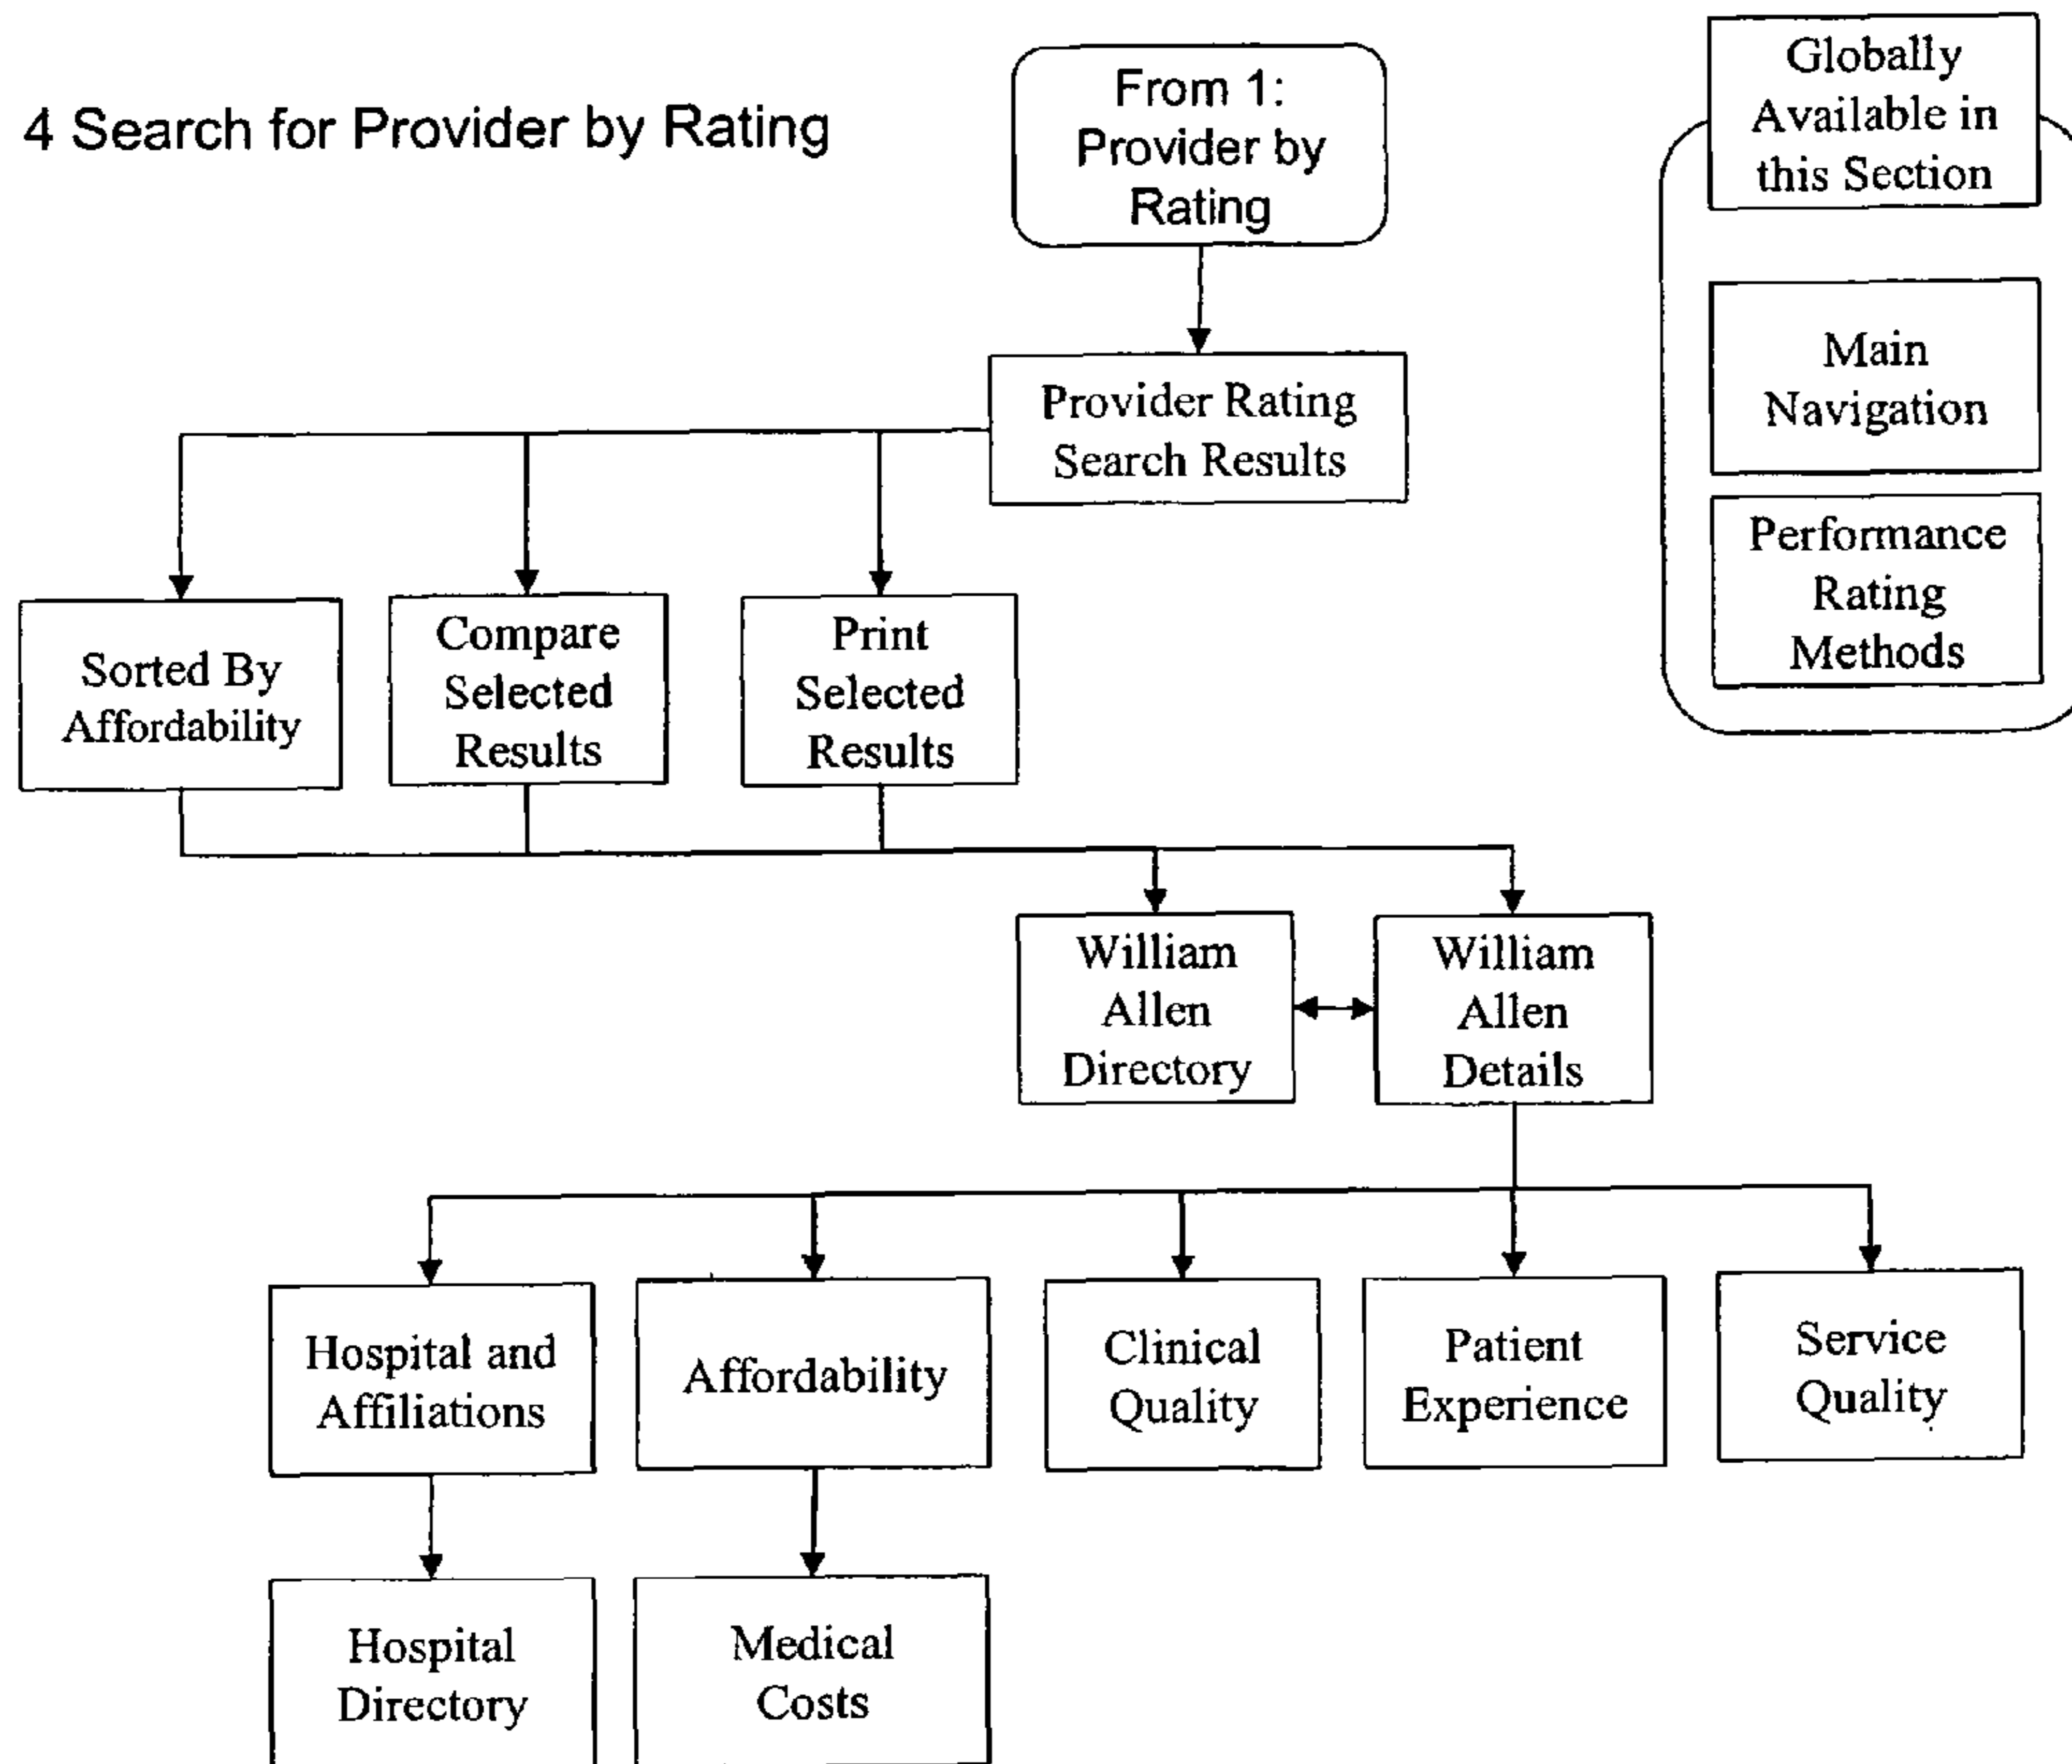 4 Search for Provider by Rating
From 1:
Provider by
Rating
Globally
Available in
this Section
Main
Navigation
Performance
Rating
Methods
Provider Rating
Search Results
Sorted By
Affordability
Compare
Selected
Results
Print
Selected
Results
William
Allen
Directory
William
Allen
Details
Hospital and
Affiliations
Affordability
Clinical
Quality
Patient
Experience
Service
Quality
Hospital
Directory
Medical
Costs